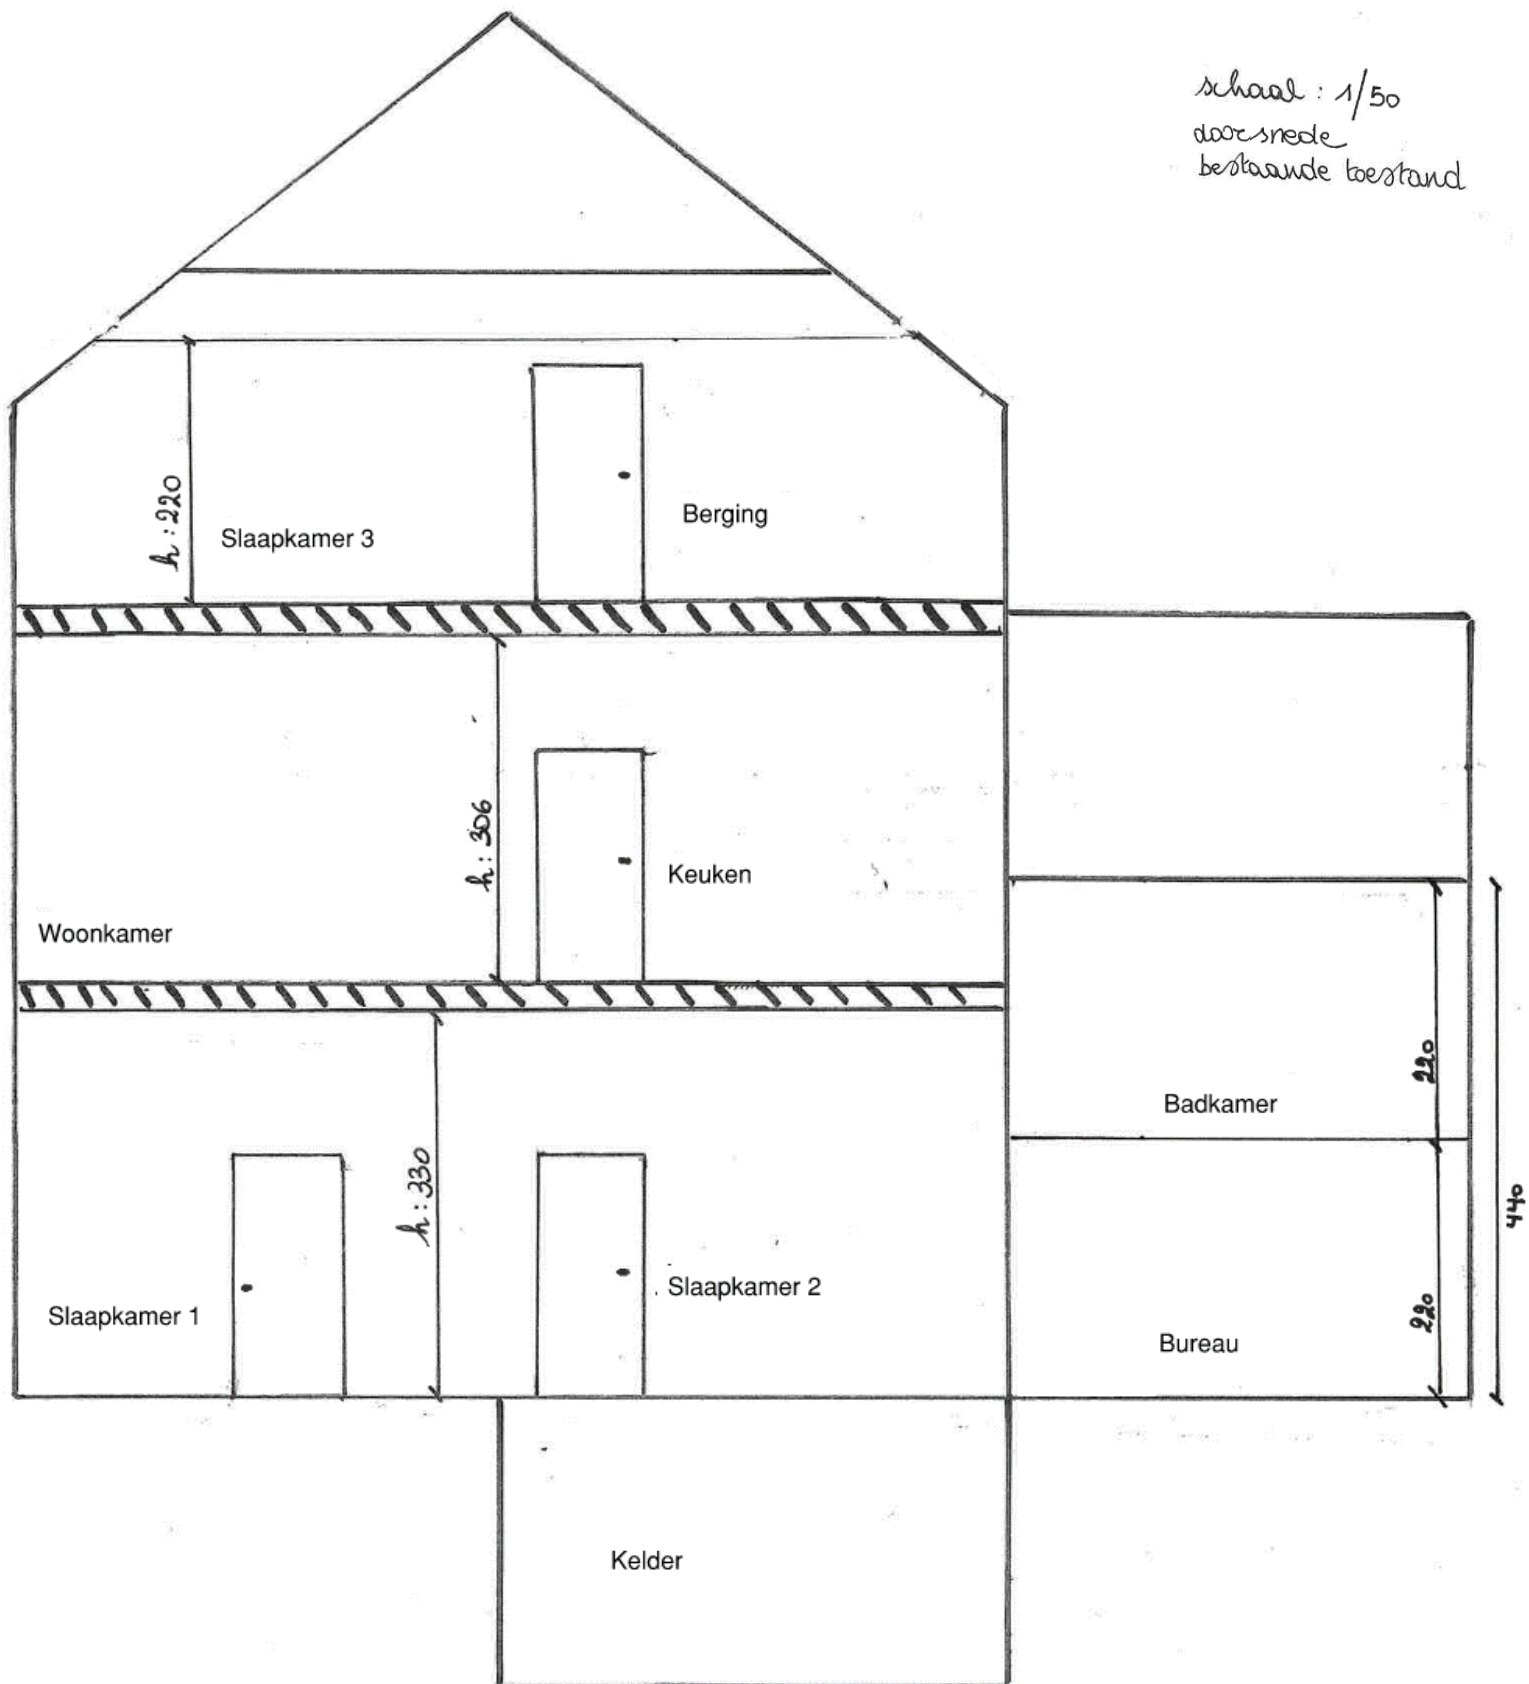 schaal : 1/50
doorsnede
bestaande toestand
h : 220
Slaapkamer 3
Berging
h : 306
Keuken
Woonkamer
220
Badkamer
h : 330
440
Slaapkamer 2
Slaapkamer 1
220
Bureau
Kelder